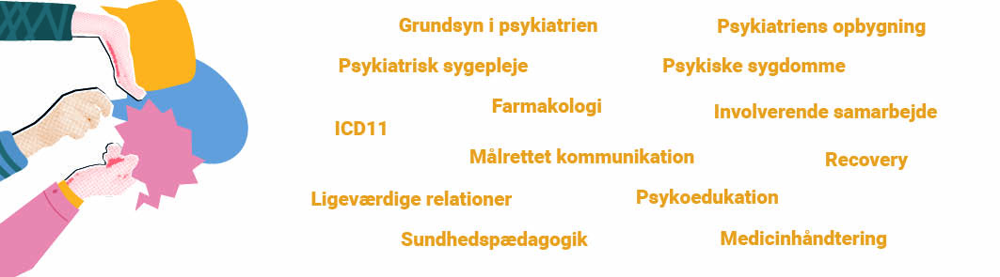 Grundsyn i psykiatrien
Psykiatriens opbygning
Psykiatrisk sygepleje
Psykiske sygdomme
Farmakologi
Involverende samarbejde
ICD11
Målrettet kommunikation
Recovery
Ligeværdige relationer
Psykoedukation
Sundhedspædagogik
Medicinhåndtering